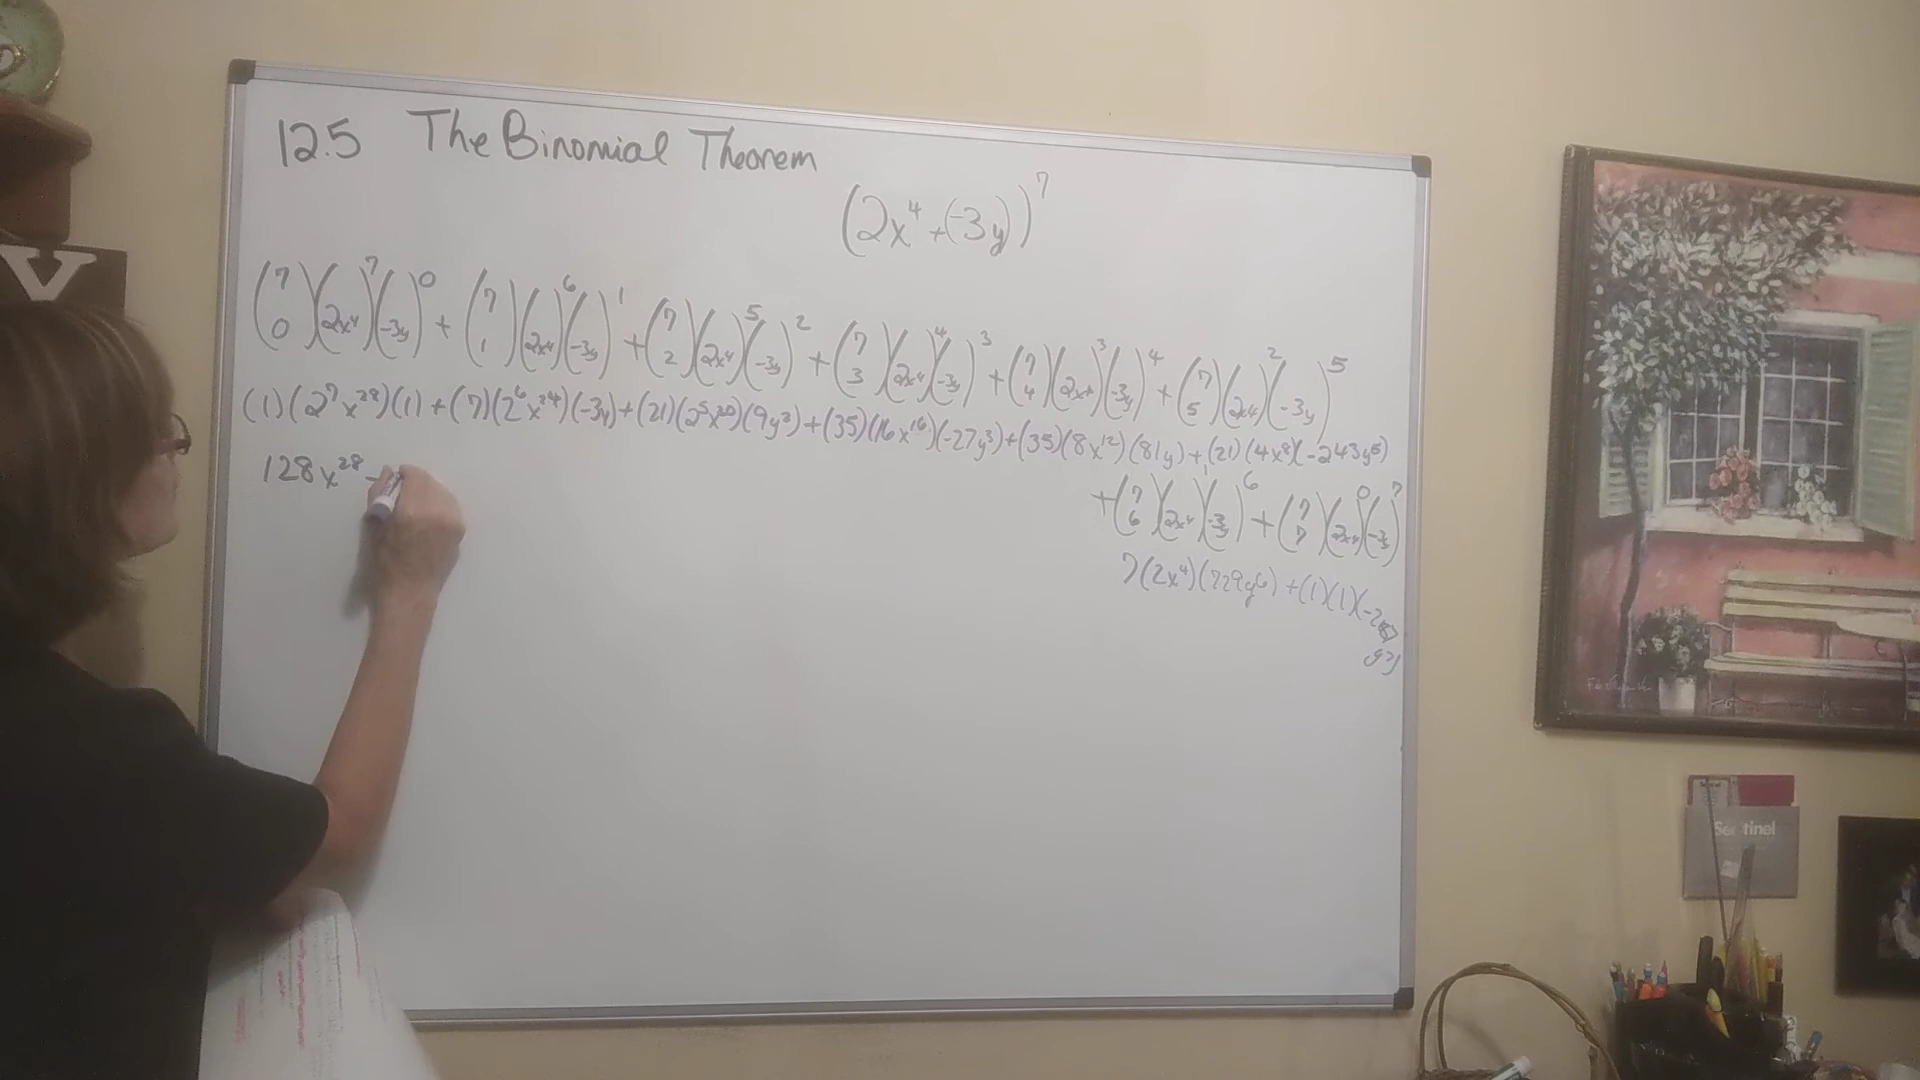 12.5 The Binomial Theorem
(2x⁴+(-3y))⁷
(7 0)(2x⁴)⁷(-3y)⁰ + (7 1)(2x⁴)⁶(-3y)¹ + (7 2)(2x⁴)⁵(-3y)² + (7 3)(2x⁴)⁴(-3y)³ + (7 4)(2x⁴)³(-3y)⁴ + (7 5)(2x⁴)²(-3y)⁵
(1)(2⁷x²⁸)(1) + (7)(2⁶x²⁴)(-3y) + (21)(2⁵x²⁰)(9y²) + (35)(16x¹⁶)(-27y³) + (35)(8x¹²)(81y) + (21)(4x⁸)(-243y⁵)
128x²⁸ -
+ (7 6)(2x⁴)¹(-3y)⁶ + (7 7)(2x⁴)⁰(-3y)⁷
7(2x⁴)(729y⁶) + (1)(1)(-2
V
Sentinel